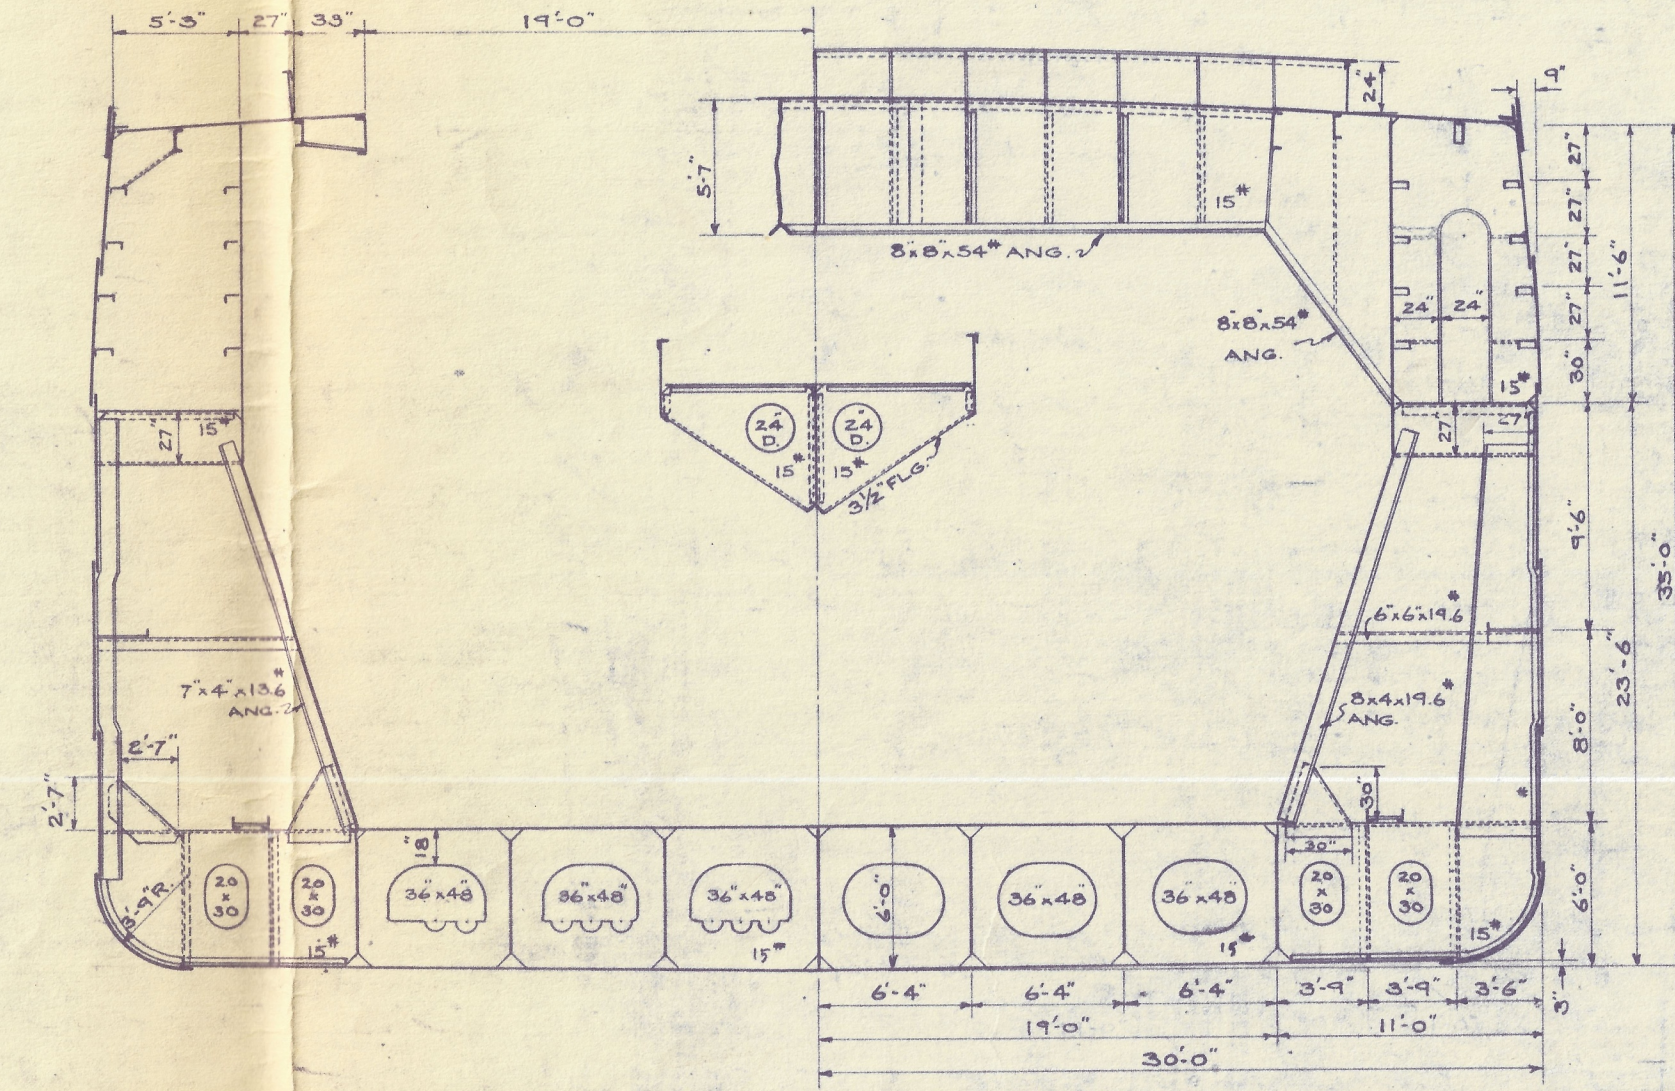 5'-3" 27" 33" 19'-0"
24" 9"
5'-7"
15#
8"x8"x54# ANG.
8"x8"x54#
ANG.
27"
27"
27"
27"
30"
11'-6"
24" 24"
15#
27" 15#
24" D. 24" D.
15# 15#
3 1/2" FLG.
27" 27"
9'-6"
35'-0"
6"x6"x19.6#
23'-6"
7"x4"x13.6#
ANG.
8x4x19.6#
ANG.
8'-0"
2'-7"
2'-7"
30"
#
18"
30"
3'-9" R.
20 x 30
20 x 30
36"x48" 36"x48" 36"x48"
6'-0"
36"x48" 36"x48"
20 x 30
20 x 30
6'-0"
15# 15# 15# 15#
6'-4" 6'-4" 6'-4" 3'-9" 3'-9" 3'-6" 3"
19'-0" 11'-0"
30'-0"